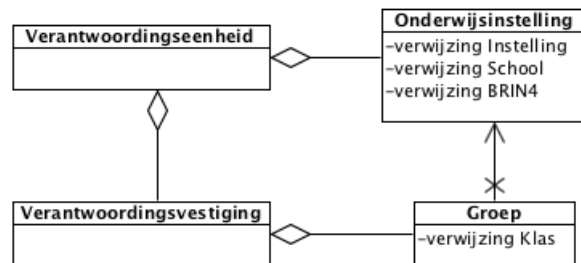 Verantwoordingseenheid
Onderwijsinstelling
–verwijzing Instelling
–verwijzing School
–verwijzing BRIN4
Verantwoordingsvestiging
Groep
–verwijzing Klas